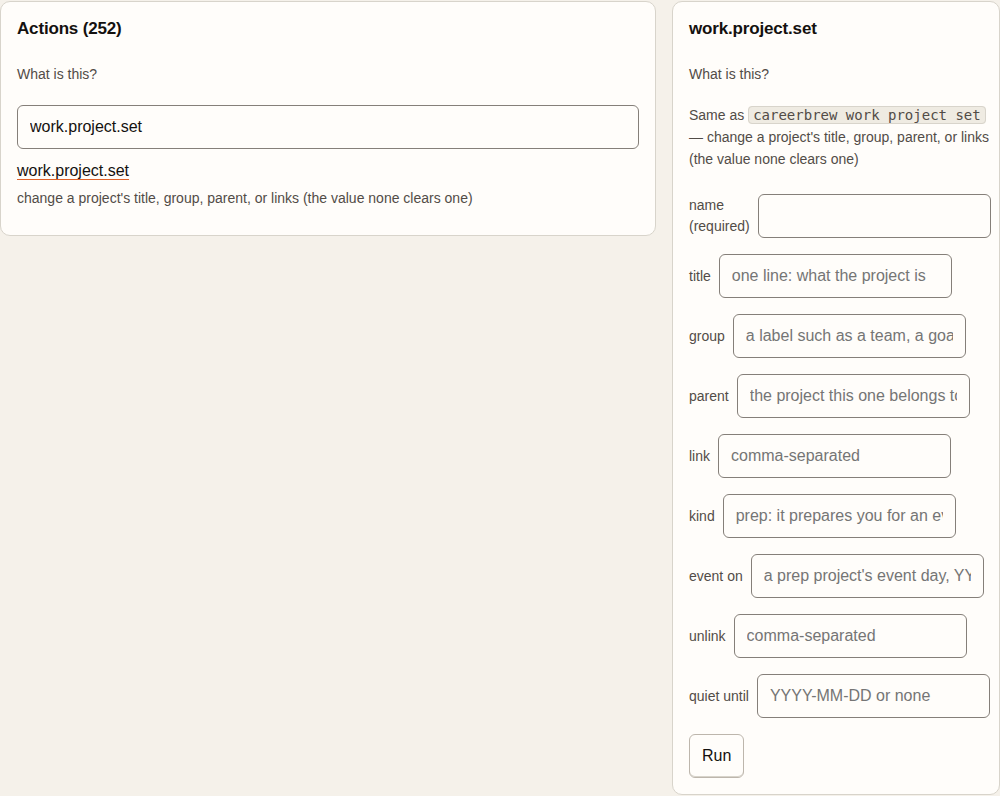 Actions (252)
What is this?
work.project.set
work.project.set
change a project's title, group, parent, or links (the value none clears one)
work.project.set
What is this?
Same as careerbrew work project set
— change a project's title, group, parent, or links
(the value none clears one)
name
(required)
title one line: what the project is
group a label such as a team, a goa
parent the project this one belongs to
link comma-separated
kind prep: it prepares you for an ev
event on a prep project's event day, YY
unlink comma-separated
quiet until YYYY-MM-DD or none
Run